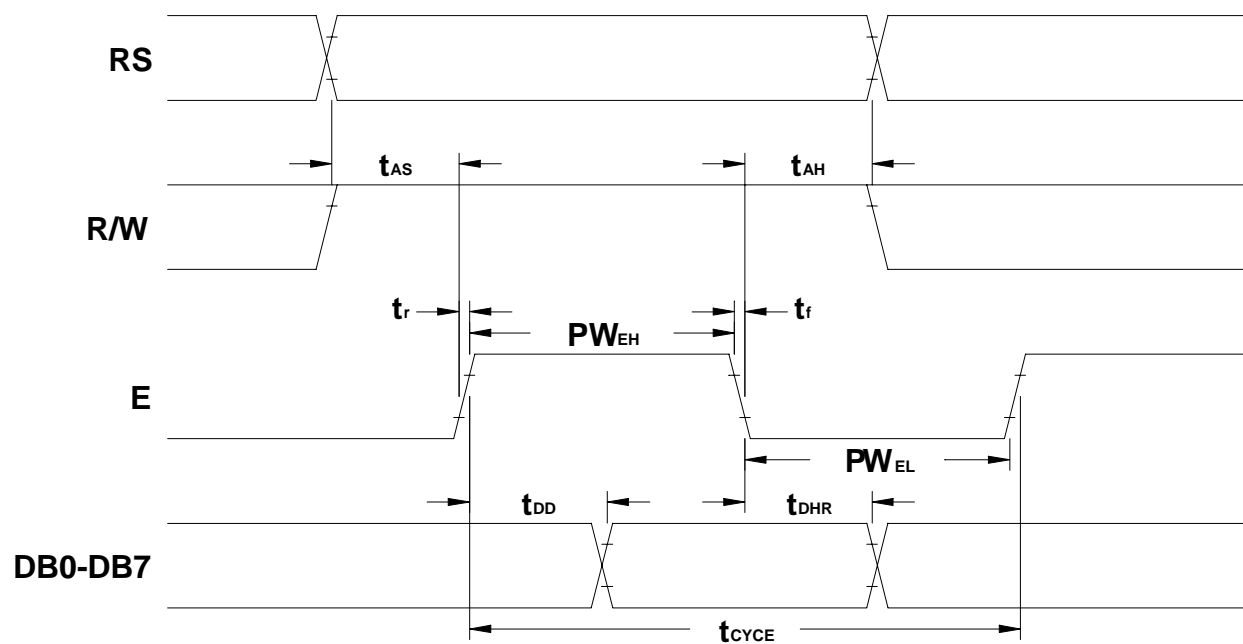 RS
tAS
tAH
R/W
tr
PWEH
tf
E
PWEL
tDD
tDHR
DB0-DB7
tCYCE